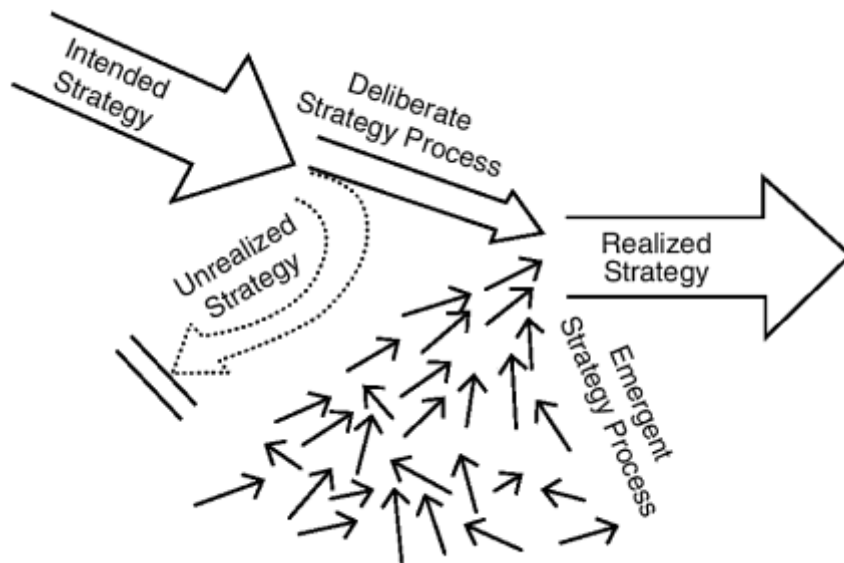 Intended
Strategy
Deliberate
Strategy Process
Unrealized
Strategy
Realized
Strategy
Emergent
Strategy Process